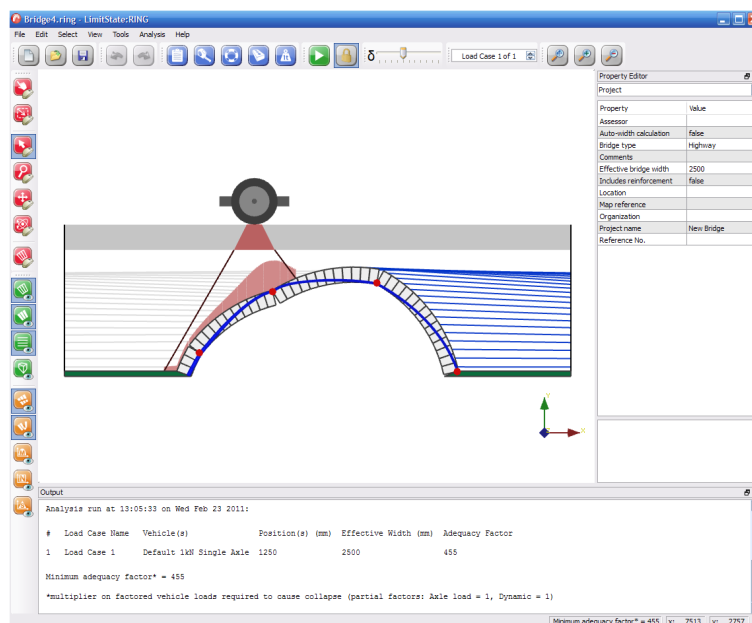 Bridge4.ring - LimitState:RING
File Edit Select View Tools Analysis Help
δ
Load Case 1 of 1
Property Editor
Project
Property Value
Assessor
Auto-width calculation false
Bridge type Highway
Comments
Effective bridge width 2500
Includes reinforcement false
Location
Map reference
Organization
Project name New Bridge
Reference No.
Y
X
Output
Analysis run at 13:05:33 on Wed Feb 23 2011:
# Load Case Name Vehicle(s) Position(s) (mm) Effective Width (mm) Adequacy Factor
1 Load Case 1 Default 1kN Single Axle 1250 2500 455
Minimum adequacy factor* = 455
*multiplier on factored vehicle loads required to cause collapse (partial factors: Axle load = 1, Dynamic = 1)
Minimum adequacy factor* = 455 x: 7513 y: 2757